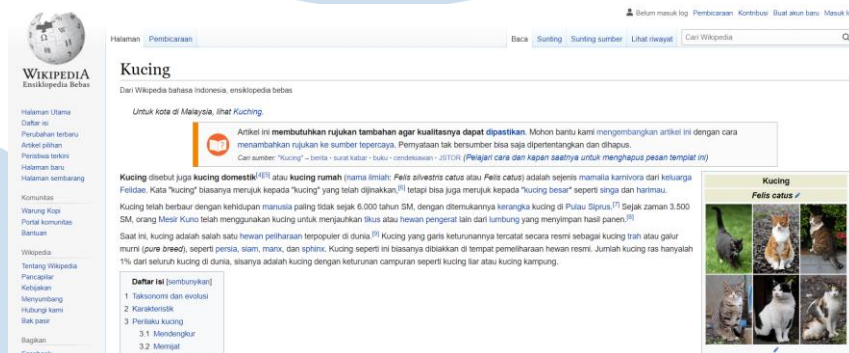 Belum masuk log Pembicaraan Kontribusi Buat akun baru Masuk
Halaman Pembicaraan
Baca Sunting Sunting sumber Lihat riwayat Cari Wikipedia
WIKIPEDIA
Ensiklopedia Bebas
Halaman Utama
Daftar isi
Perubahan terbaru
Artikel pilihan
Peristiwa terkini
Halaman baru
Halaman sembarang
Komunitas
Warung Kopi
Portal komunitas
Bantuan
Wikipedia
Tentang Wikipedia
Pancapilar
Kebijakan
Menyumbang
Hubungi kami
Bak pasir
Bagikan
Kucing
Dari Wikipedia bahasa Indonesia, ensiklopedia bebas
Untuk kota di Malaysia, lihat Kuching.
Artikel ini membutuhkan rujukan tambahan agar kualitasnya dapat dipastikan. Mohon bantu kami mengembangkan artikel ini dengan cara
menambahkan rujukan ke sumber tepercaya. Pernyataan tak bersumber bisa saja dipertentangkan dan dihapus.
Cari sumber: "Kucing" – berita · surat kabar · buku · cendekiawan · JSTOR (Pelajari cara dan kapan saatnya untuk menghapus pesan templat ini)
Kucing disebut juga kucing domestik[4][5] atau kucing rumah (nama ilmiah: Felis silvestris catus atau Felis catus) adalah sejenis mamalia karnivora dari keluarga
Felidae. Kata "kucing" biasanya merujuk kepada "kucing" yang telah dijinakkan,[6] tetapi bisa juga merujuk kepada "kucing besar" seperti singa dan harimau.
Kucing telah berbaur dengan kehidupan manusia paling tidak sejak 6.000 tahun SM, dengan ditemukannya kerangka kucing di Pulau Siprus.[7] Sejak zaman 3.500
SM, orang Mesir Kuno telah menggunakan kucing untuk menjauhkan tikus atau hewan pengerat lain dari lumbung yang menyimpan hasil panen.[8]
Saat ini, kucing adalah salah satu hewan peliharaan terpopuler di dunia.[9] Kucing yang garis keturunannya tercatat secara resmi sebagai kucing trah atau galur
murni (pure breed), seperti persia, siam, manx, dan sphinx. Kucing seperti ini biasanya dibiakkan di tempat pemeliharaan hewan resmi. Jumlah kucing ras hanyalah
1% dari seluruh kucing di dunia, sisanya adalah kucing dengan keturunan campuran seperti kucing liar atau kucing kampung.
Daftar isi [sembunyikan]
1 Taksonomi dan evolusi
2 Karakteristik
3 Perilaku kucing
3.1 Mendengkur
3.2 Memijat
Kucing
Felis catus